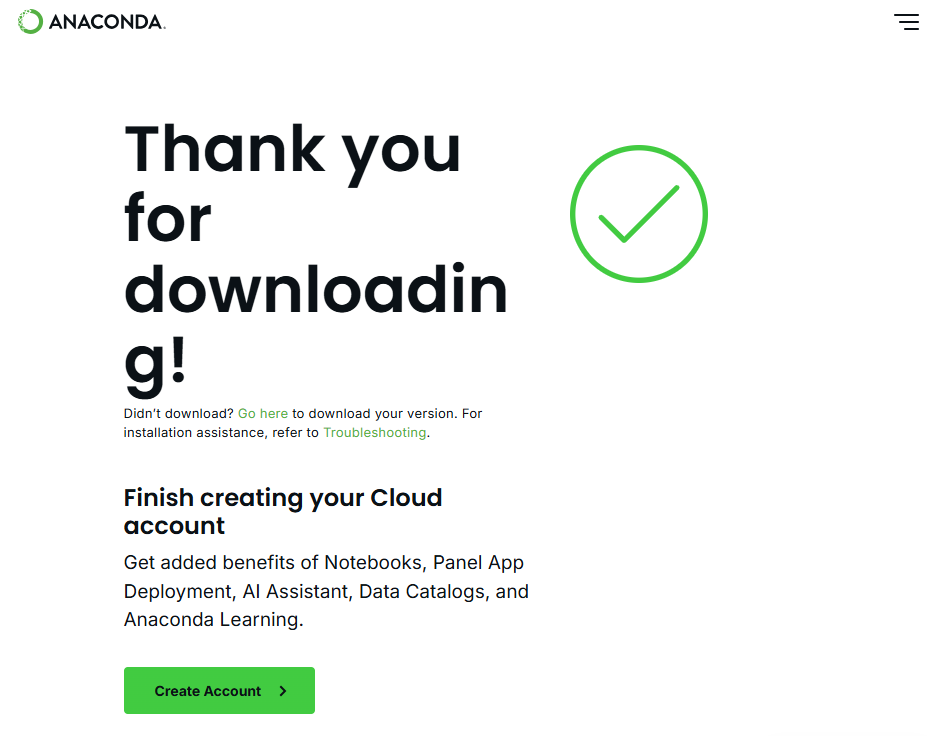 ANACONDA.
Thank you
for
downloadin
g!
Didn't download? Go here to download your version. For
installation assistance, refer to Troubleshooting.
Finish creating your Cloud
account
Get added benefits of Notebooks, Panel App
Deployment, AI Assistant, Data Catalogs, and
Anaconda Learning.
Create Account